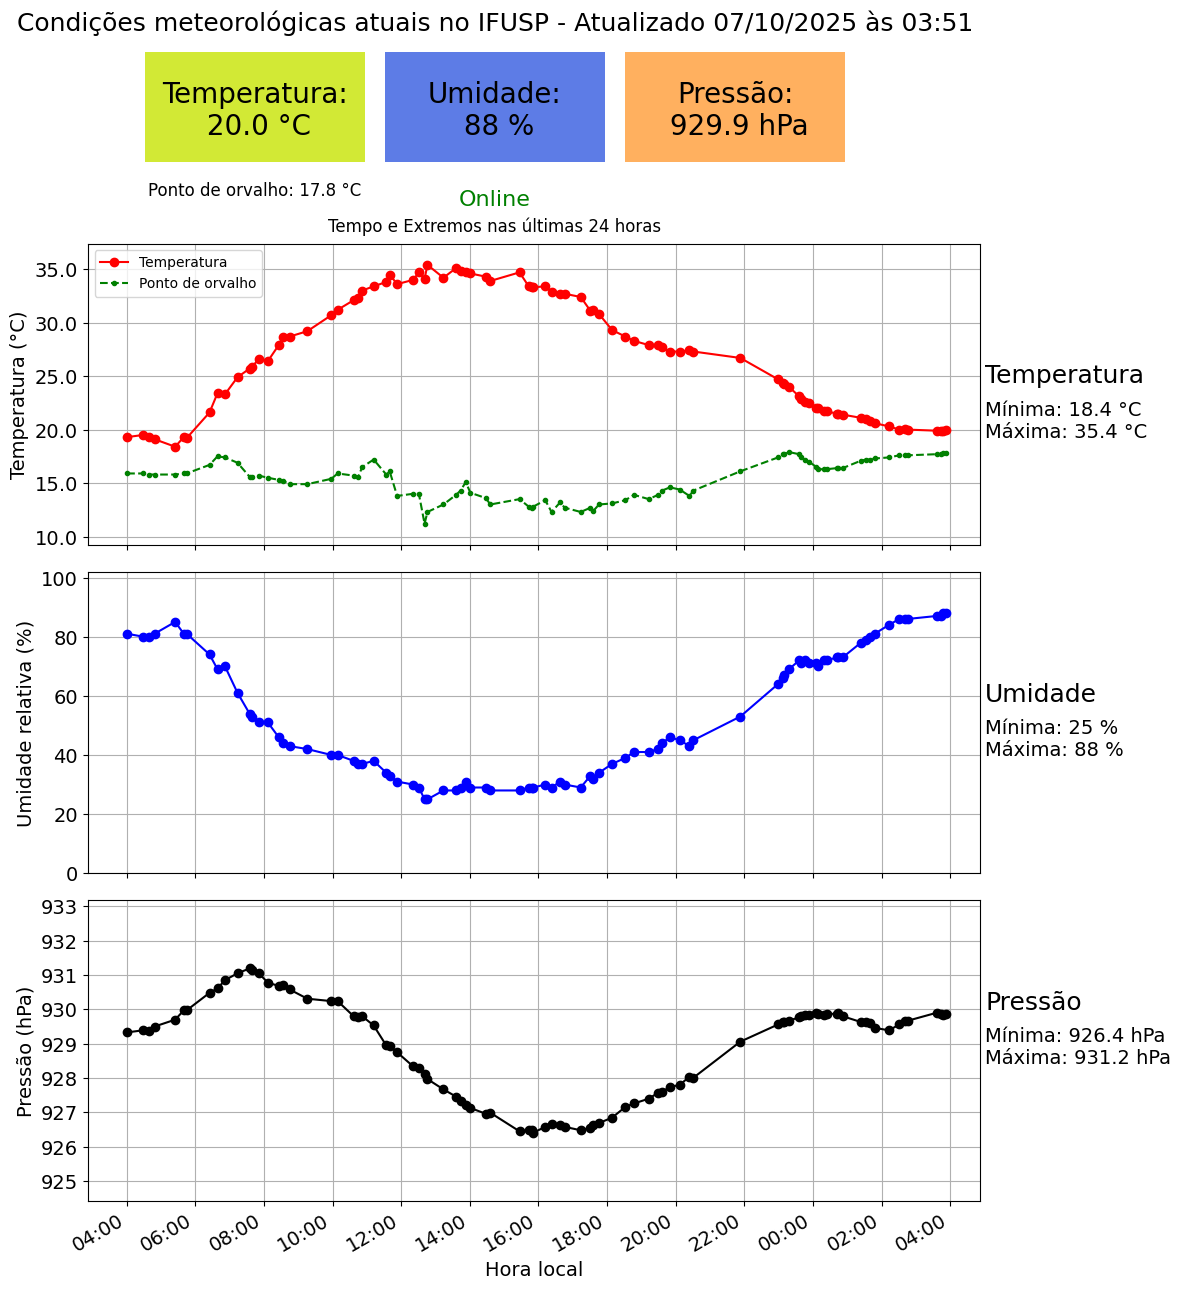 Condições meteorológicas atuais no IFUSP - Atualizado 07/10/2025 às 03:51
Temperatura:
20.0 °C
Umidade:
88 %
Pressão:
929.9 hPa
Ponto de orvalho: 17.8 °C
Online
Tempo e Extremos nas últimas 24 horas
Temperatura
Ponto de orvalho
Temperatura (°C)
35.0
30.0
25.0
20.0
15.0
10.0
Temperatura
Mínima: 18.4 °C
Máxima: 35.4 °C
Umidade relativa (%)
100
80
60
40
20
0
Umidade
Mínima: 25 %
Máxima: 88 %
Pressão (hPa)
933
932
931
930
929
928
927
926
925
Pressão
Mínima: 926.4 hPa
Máxima: 931.2 hPa
04:00 06:00 08:00 10:00 12:00 14:00 16:00 18:00 20:00 22:00 00:00 02:00 04:00
Hora local